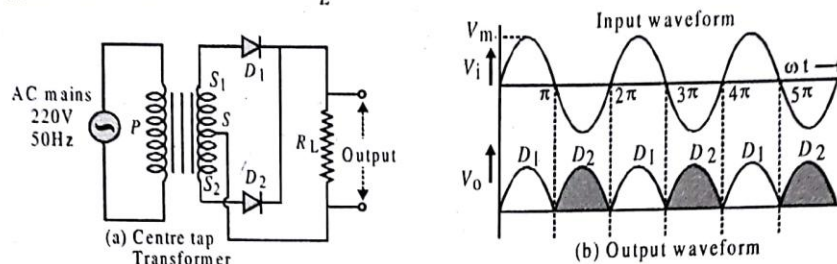 L
AC mains
220V
50Hz
P
S₁
S
S₂
D₁
D₂
R_L
Output
(a) Centre tap
Transformer
Input waveform
Vₘ
Vᵢ
ωt
π
2π
3π
4π
5π
Vₒ
D₁ D₂ D₁ D₂ D₁ D₂
(b) Output waveform